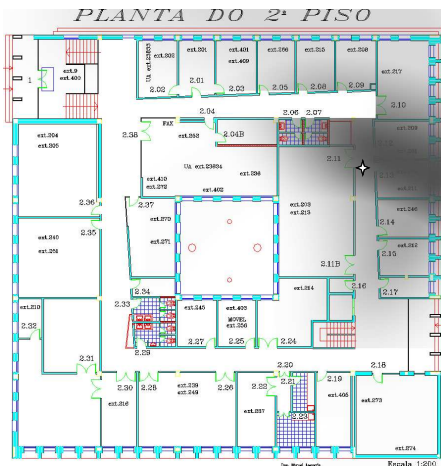 PLANTA DO 2º PISO
ext.9
ext.400
1
UA ext.23835
ext.202
ext.201
ext.401
ext.409
ext.266
ext.215
ext.258
ext.217
2.02
2.01
2.03
2.05
2.08
2.09
2.10
2.04
2.06
2.07
FAX
2.38
ext.262
2.04B
ext.204
ext.205
2.11
UA ext.23834
ext.236
ext.410
ext.272
ext.402
2.36
2.37
2.35
ext.203
ext.213
ext.246
2.14
ext.270
ext.240
ext.261
ext.271
2.15
2.11B
2.34
ext.214
2.16
2.17
ext.210
2.33
ext.245
ext.403
MOVEL
ext.256
2.32
2.29
2.27
2.25
2.24
2.31
2.20
2.18
2.30
2.28
ext.239
ext.249
2.26
2.22
2.21
2.19
ext.273
ext.216
ext.237
2.23
ext.405
ext.274
Escala 1:200